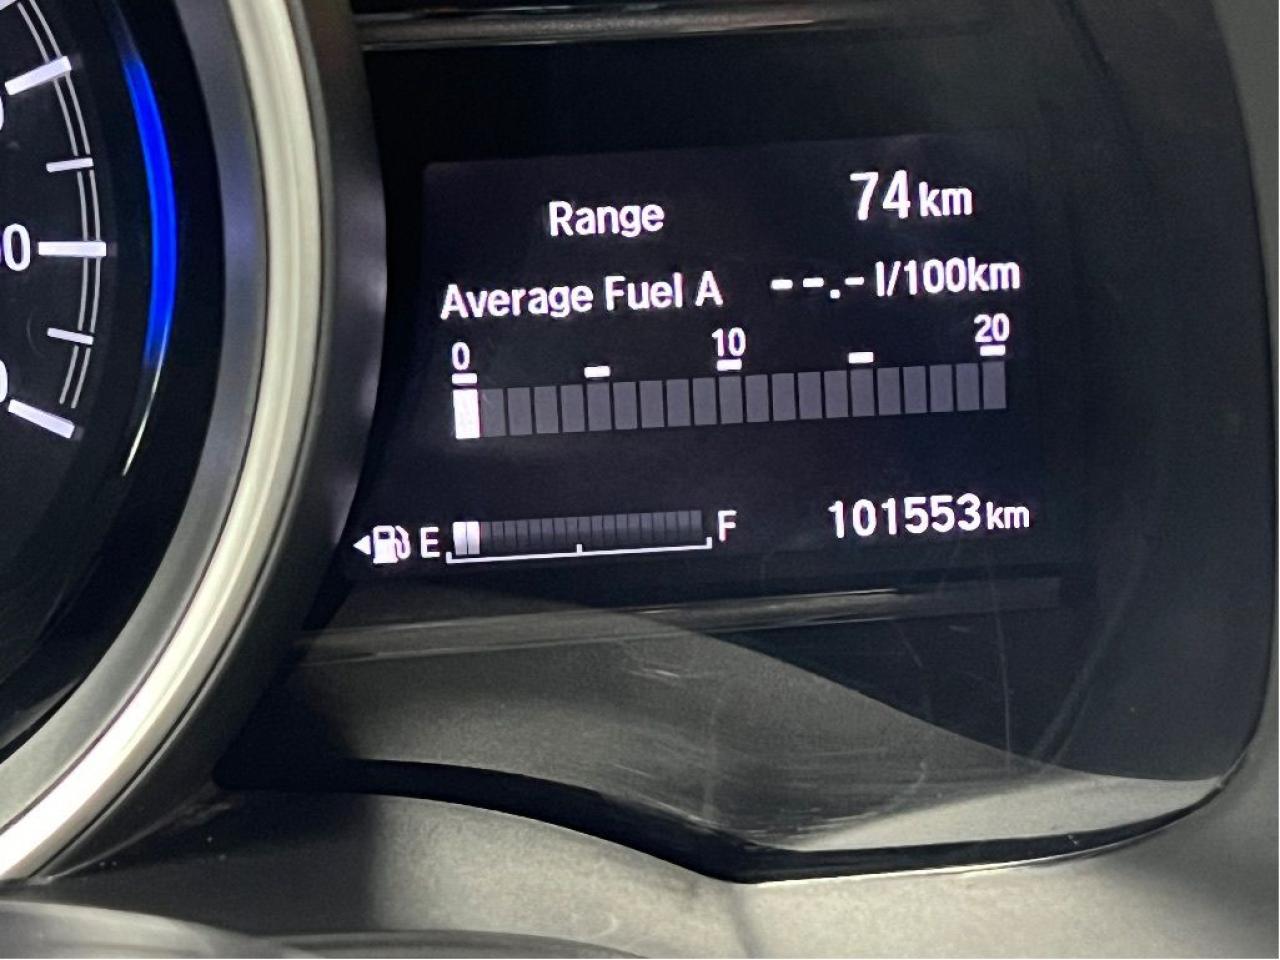 Range 74 km
Average Fuel A --.- l/100km
0 10 20
E F 101553 km